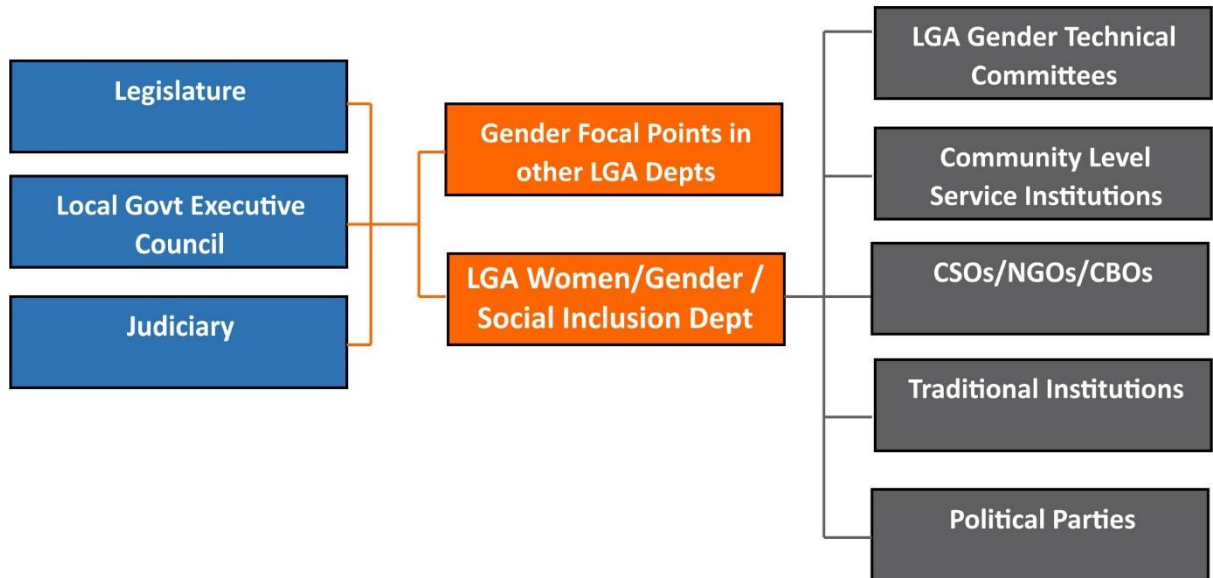 Legislature
Local Govt Executive
Council
Judiciary
Gender Focal Points in
other LGA Depts
LGA Women/Gender /
Social Inclusion Dept
LGA Gender Technical
Committees
Community Level
Service Institutions
CSOs/NGOs/CBOs
Traditional Institutions
Political Parties